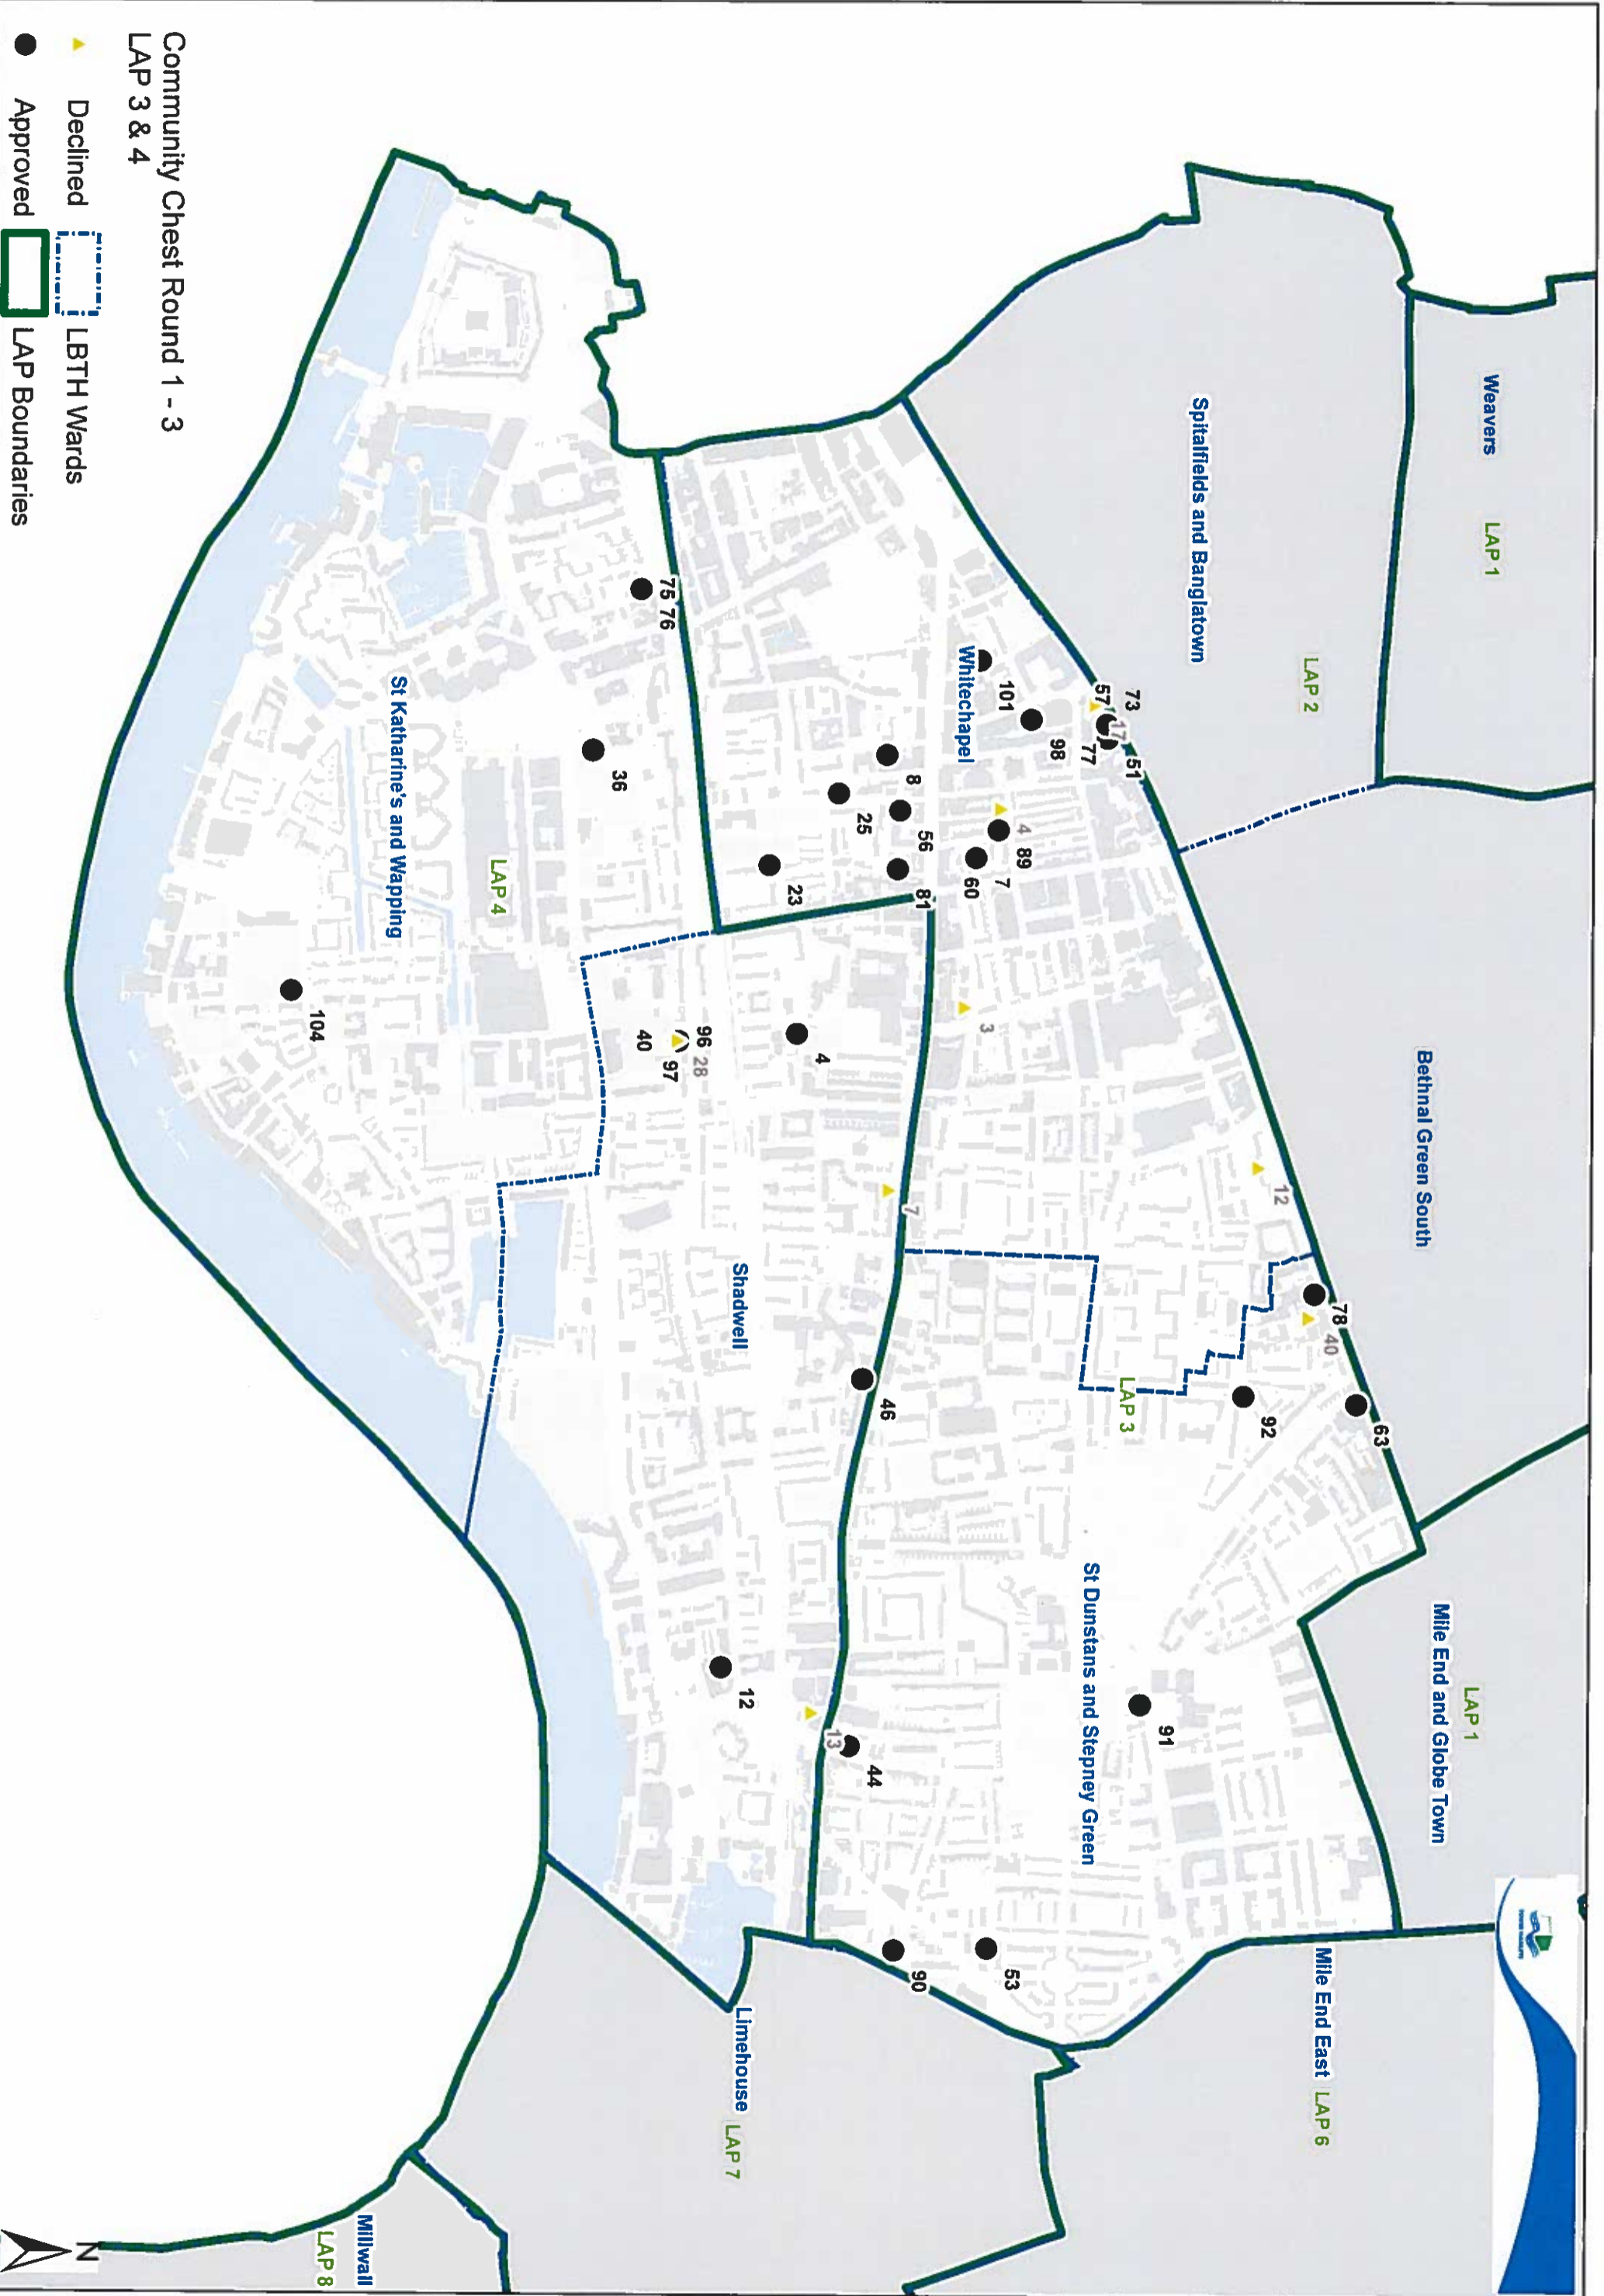 Weavers
LAP 1
Spitalfields and Banglatown
LAP 2
Bethnal Green South
Mile End and Globe Town
LAP 1
Mile End East
LAP 6
73
57
17
77
51
101
98
Whitechapel
4
89
7
60
8
56
25
81
23
3
12
78
40
63
92
LAP 3
St Dunstans and Stepney Green
91
53
90
44
13
46
7
75 76
36
St Katharine's and Wapping
LAP 4
104
4
96
28
40
97
Shadwell
12
Limehouse
LAP 7
Millwall
LAP 8
N
Community Chest Round 1 - 3
LAP 3 & 4
Declined
LBTH Wards
Approved
LAP Boundaries